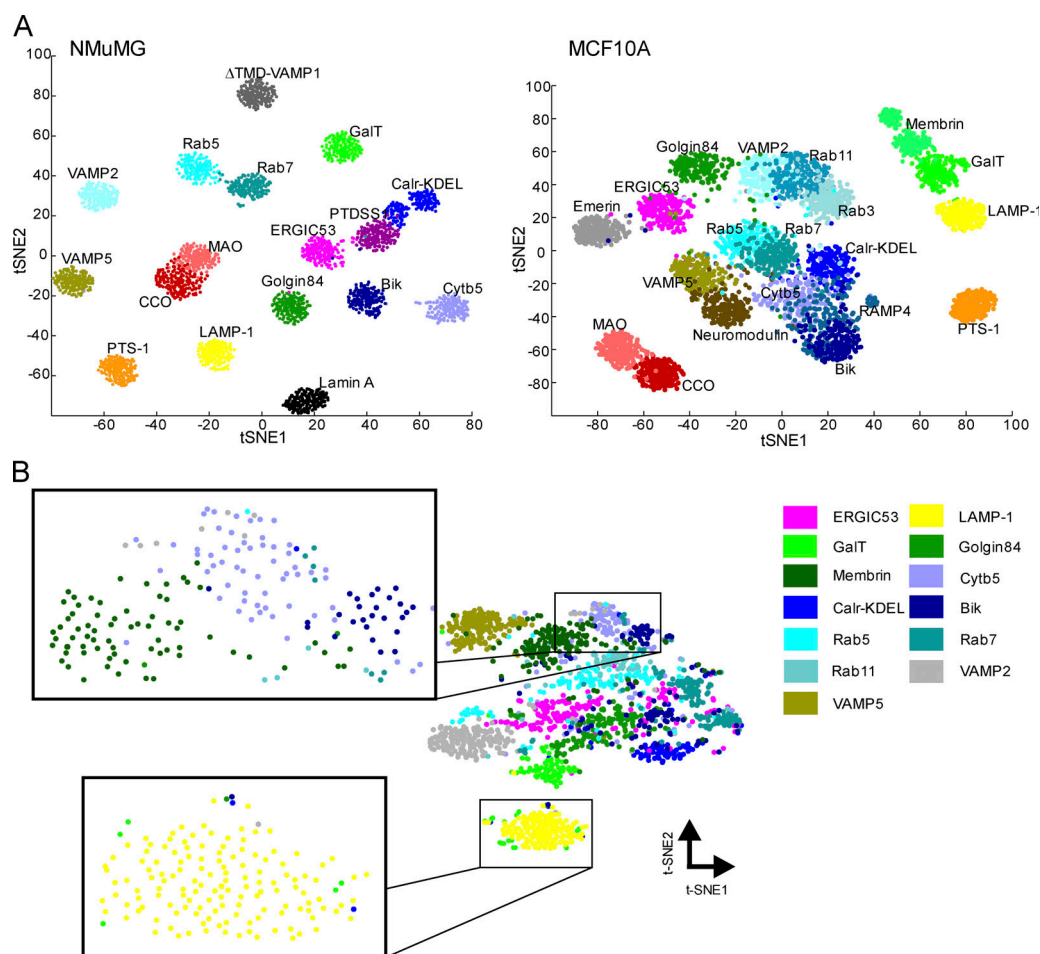 A
NMuMG
MCF10A
100
80
60
40
20
0
-20
-40
-60
tSNE2
ΔTMD-VAMP1
GalT
Rab5
Rab7
VAMP2
Calr-KDEL
PTDSS1
ERGIC53
MAO
VAMP5
CCO
Golgin84
Bik
Cytb5
LAMP-1
PTS-1
Lamin A
-60
-40
-20
0
20
40
60
80
tSNE1
100
80
60
40
20
0
-20
-40
-60
-80
tSNE2
Membrin
Golgin84
VAMP2
Rab11
GalT
ERGIC53
Rab3
LAMP-1
Emerin
Rab5
Rab7
Calr-KDEL
VAMP5
Cytb5
RAMP4
PTS-1
Neuromodulin
MAO
Bik
CCO
-80
-60
-40
-20
0
20
40
60
80
100
tSNE1
B
ERGIC53
LAMP-1
GalT
Golgin84
Membrin
Cytb5
Calr-KDEL
Bik
Rab5
Rab7
Rab11
VAMP2
VAMP5
t-SNE2
t-SNE1